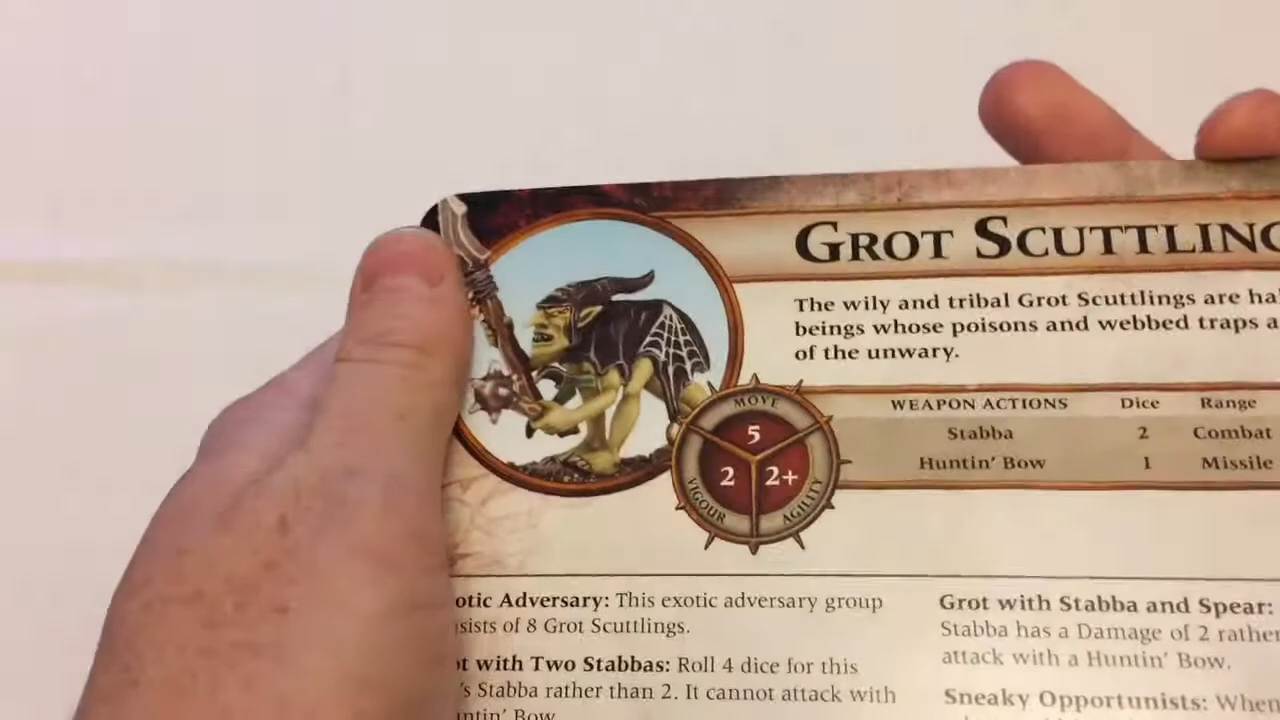 GROT SCUTTLING
The wily and tribal Grot Scuttlings are
beings whose poisons and webbed traps
of the unwary.
WEAPON ACTIONS Dice Range
Stabba 2 Combat
Huntin' Bow 1 Missile
MOVE
5
2 2+
VIGOUR AGILITY
Adversary: This exotic adversary group
of 8 Grot Scuttlings.
with Two Stabbas: Roll 4 dice for this
's Stabba rather than 2. It cannot attack with
Bow.
Grot with Stabba and Spear:
Stabba has a Damage of 2 rather
attack with a Huntin' Bow.
Sneaky Opportunists: When